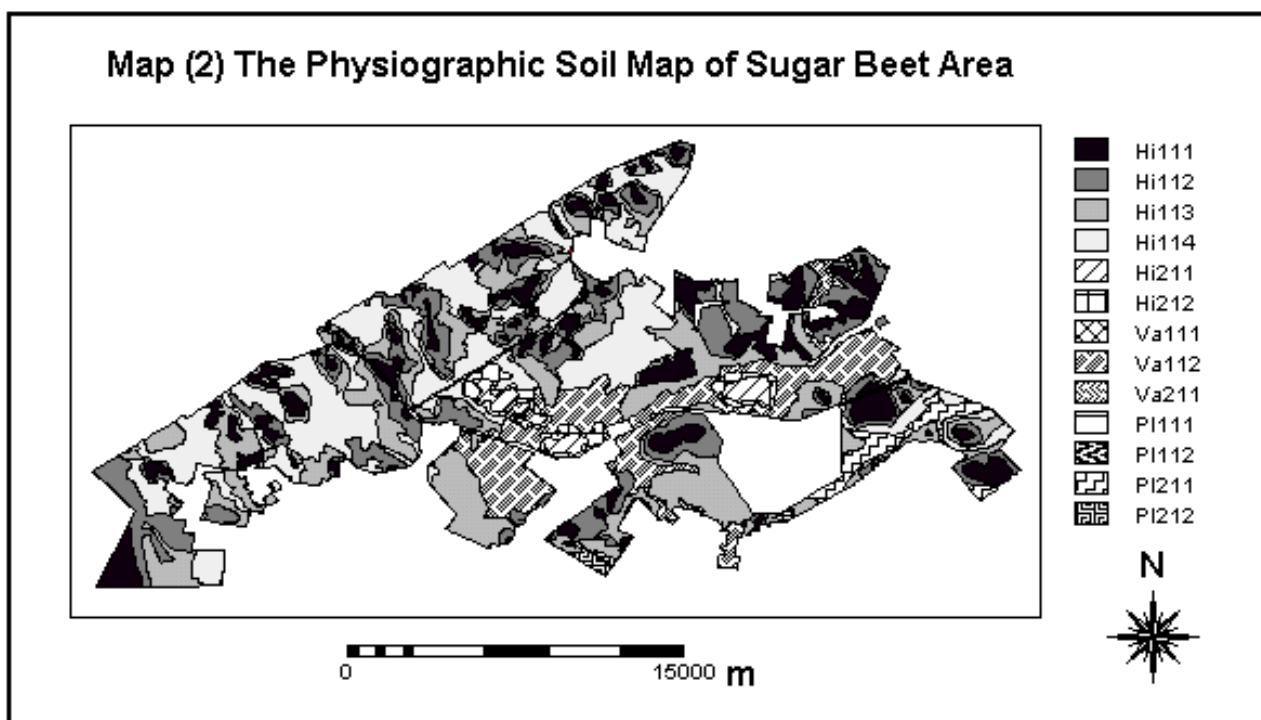 Map (2) The Physiographic Soil Map of Sugar Beet Area
Hi111
Hi112
Hi113
Hi114
Hi211
Hi212
Va111
Va112
Va211
Pl111
Pl112
Pl211
Pl212
N
0 15000 m